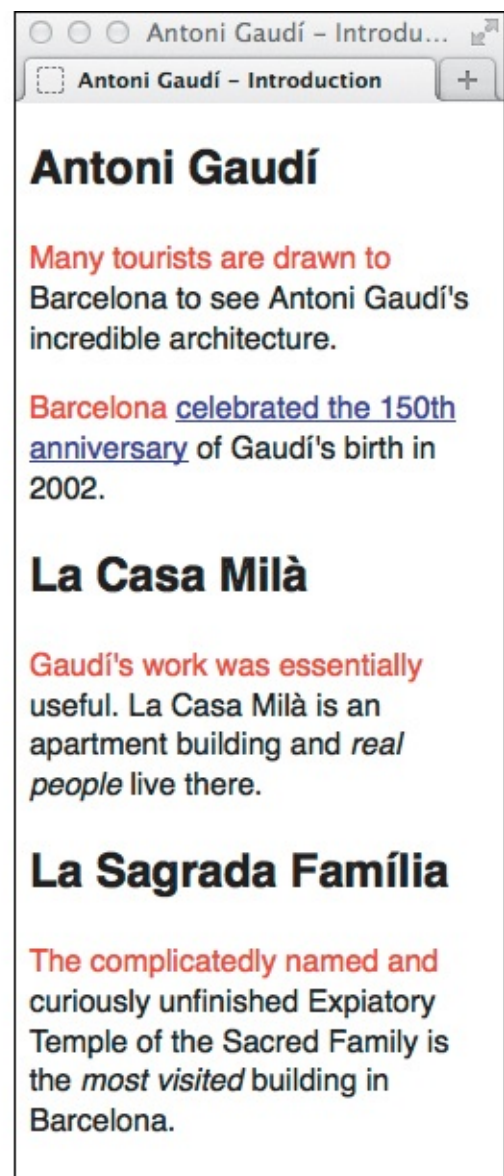 Antoni Gaudí – Introdu...
Antoni Gaudí – Introduction
+
Antoni Gaudí
Many tourists are drawn to
Barcelona to see Antoni Gaudí's
incredible architecture.
Barcelona celebrated the 150th
anniversary of Gaudí's birth in
2002.
La Casa Milà
Gaudí's work was essentially
useful. La Casa Milà is an
apartment building and real
people live there.
La Sagrada Família
The complicatedly named and
curiously unfinished Expiatory
Temple of the Sacred Family is
the most visited building in
Barcelona.